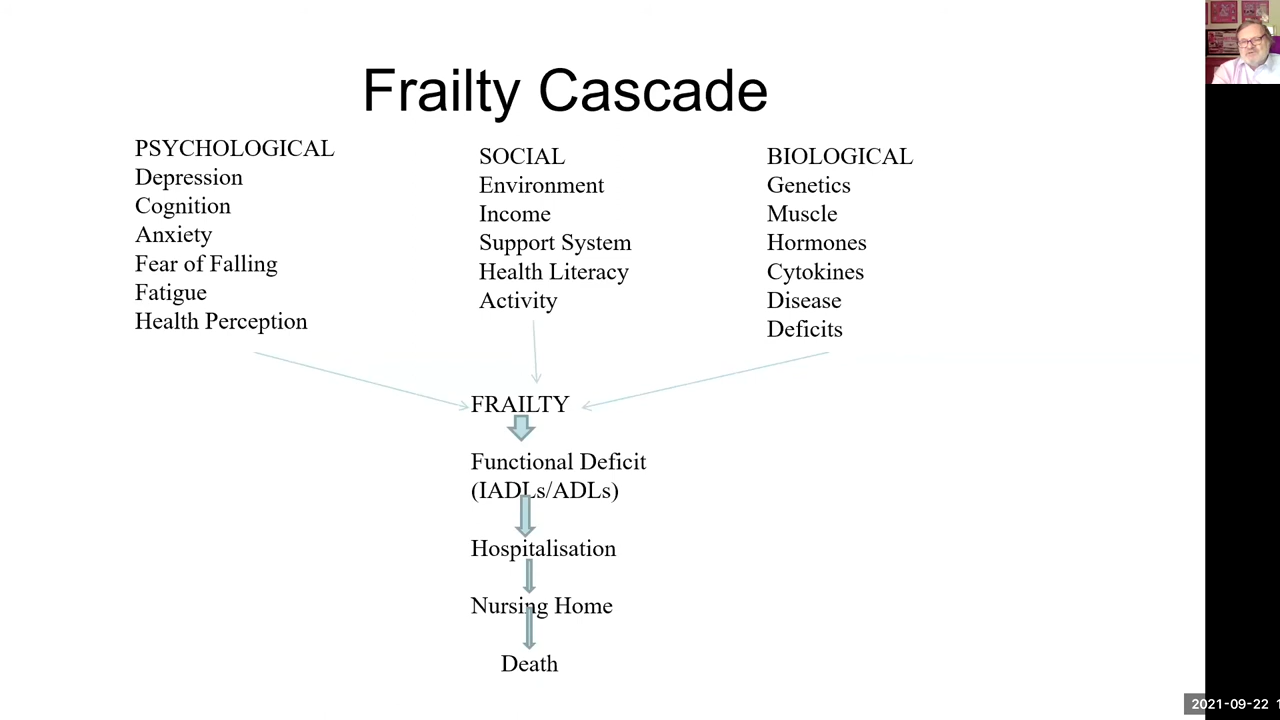 Frailty Cascade
PSYCHOLOGICAL
Depression
Cognition
Anxiety
Fear of Falling
Fatigue
Health Perception
SOCIAL
Environment
Income
Support System
Health Literacy
Activity
BIOLOGICAL
Genetics
Muscle
Hormones
Cytokines
Disease
Deficits
FRAILTY
Functional Deficit
(IADLs/ADLs)
Hospitalisation
Nursing Home
Death
2021-09-22